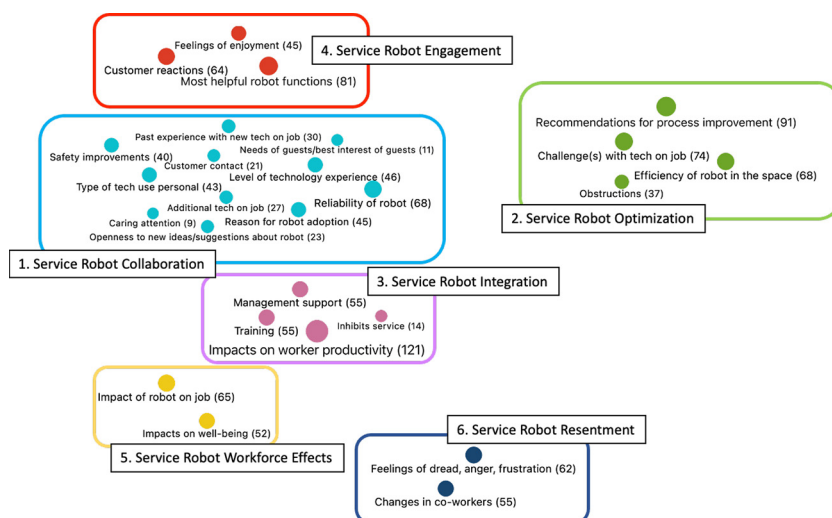 Feelings of enjoyment (45)
4. Service Robot Engagement
Customer reactions (64)
Most helpful robot functions (81)
Past experience with new tech on job (30)
Needs of guests/best interest of guests (11)
Safety improvements (40)
Customer contact (21)
Level of technology experience (46)
Type of tech use personal (43)
Reliability of robot (68)
Additional tech on job (27)
Caring attention (9)
Reason for robot adoption (45)
Openness to new ideas/suggestions about robot (23)
1. Service Robot Collaboration
Recommendations for process improvement (91)
Challenge(s) with tech on job (74)
Efficiency of robot in the space (68)
Obstructions (37)
2. Service Robot Optimization
3. Service Robot Integration
Management support (55)
Training (55)
Inhibits service (14)
Impacts on worker productivity (121)
Impact of robot on job (65)
Impacts on well-being (52)
5. Service Robot Workforce Effects
6. Service Robot Resentment
Feelings of dread, anger, frustration (62)
Changes in co-workers (55)